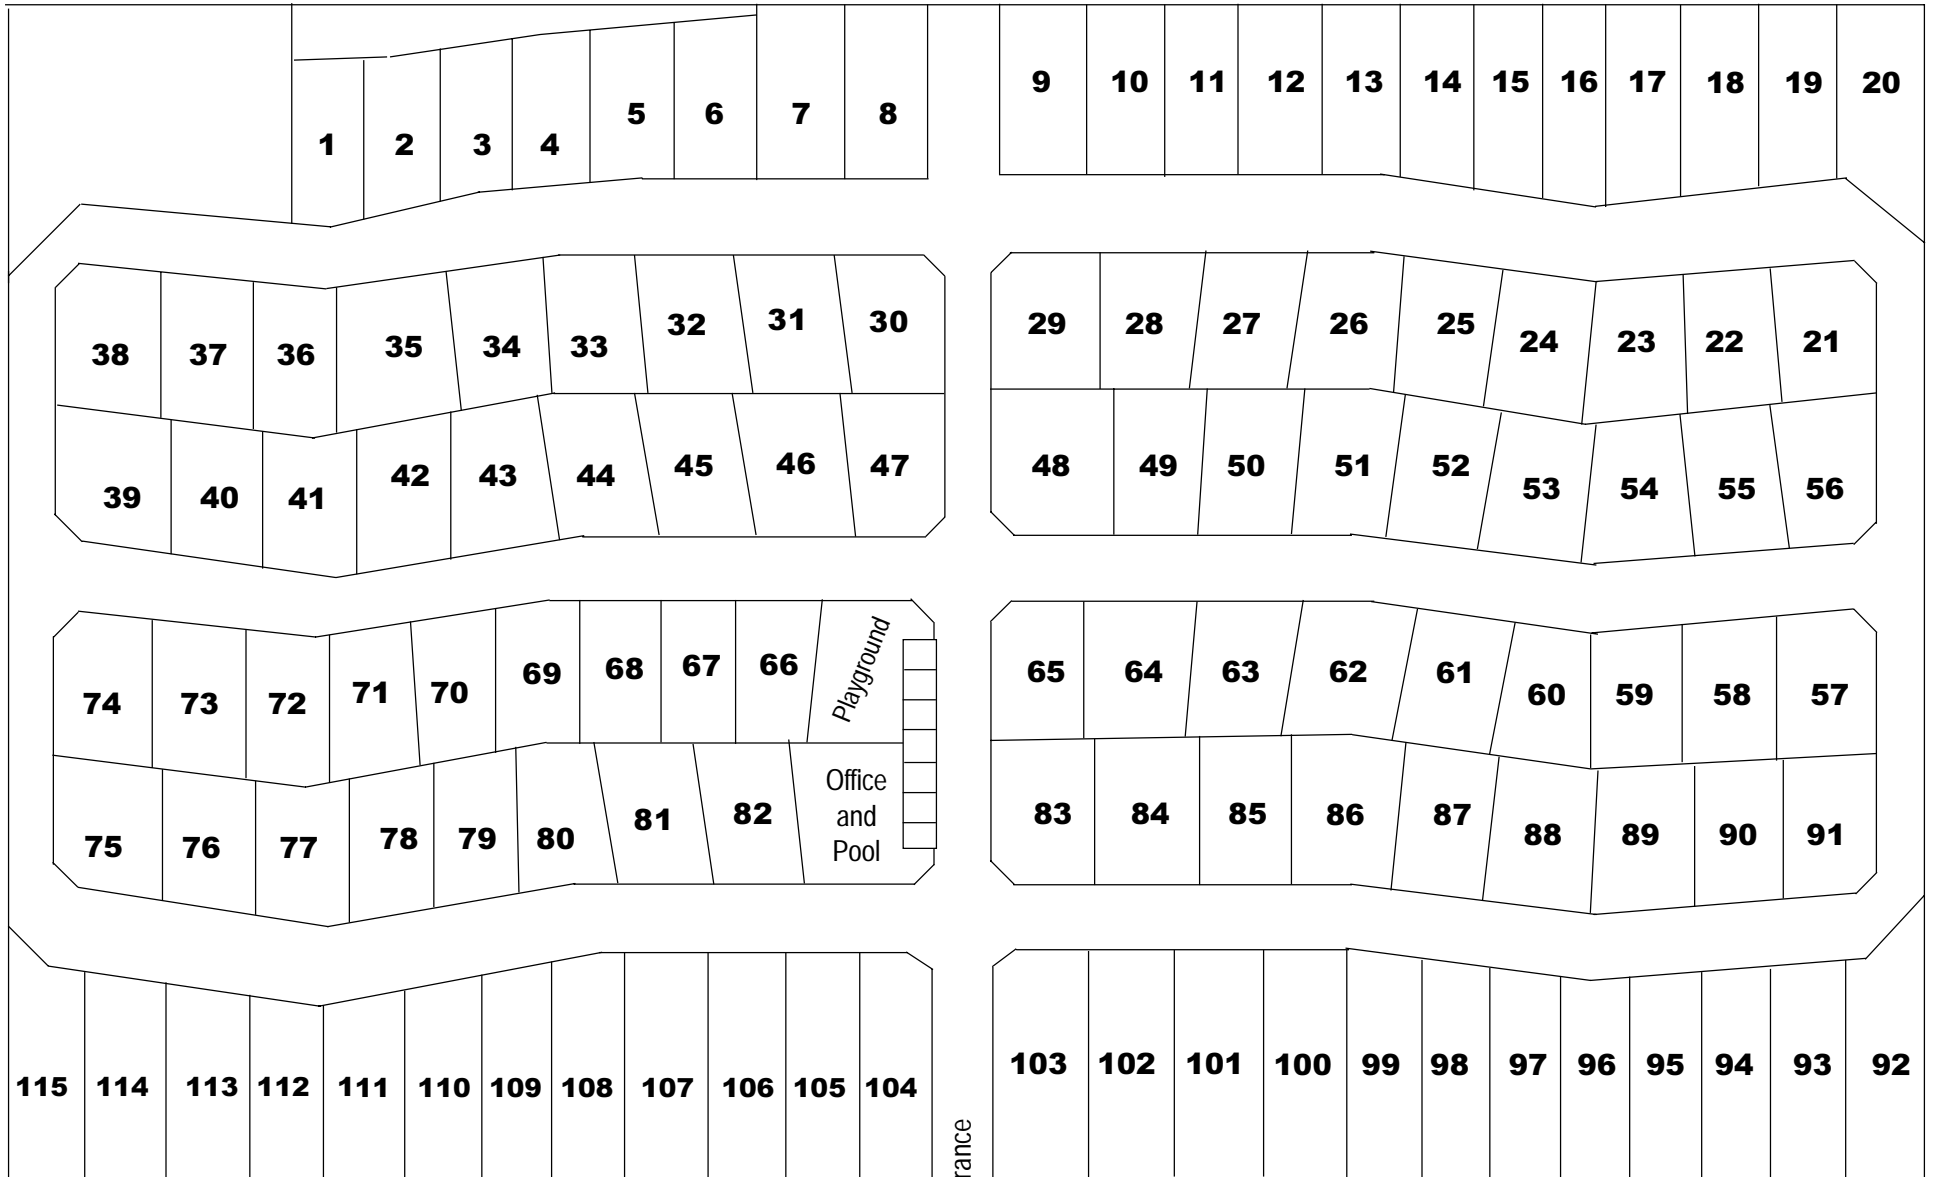 1 2 3 4 5 6 7 8 9 10 11 12 13 14 15 16 17 18 19 20
38 37 36 35 34 33 32 31 30 29 28 27 26 25 24 23 22 21
39 40 41 42 43 44 45 46 47 48 49 50 51 52 53 54 55 56
74 73 72 71 70 69 68 67 66 Playground 65 64 63 62 61 60 59 58 57
75 76 77 78 79 80 81 82 Office
and
Pool
83 84 85 86 87 88 89 90 91
115 114 113 112 111 110 109 108 107 106 105 104 rance 103 102 101 100 99 98 97 96 95 94 93 92